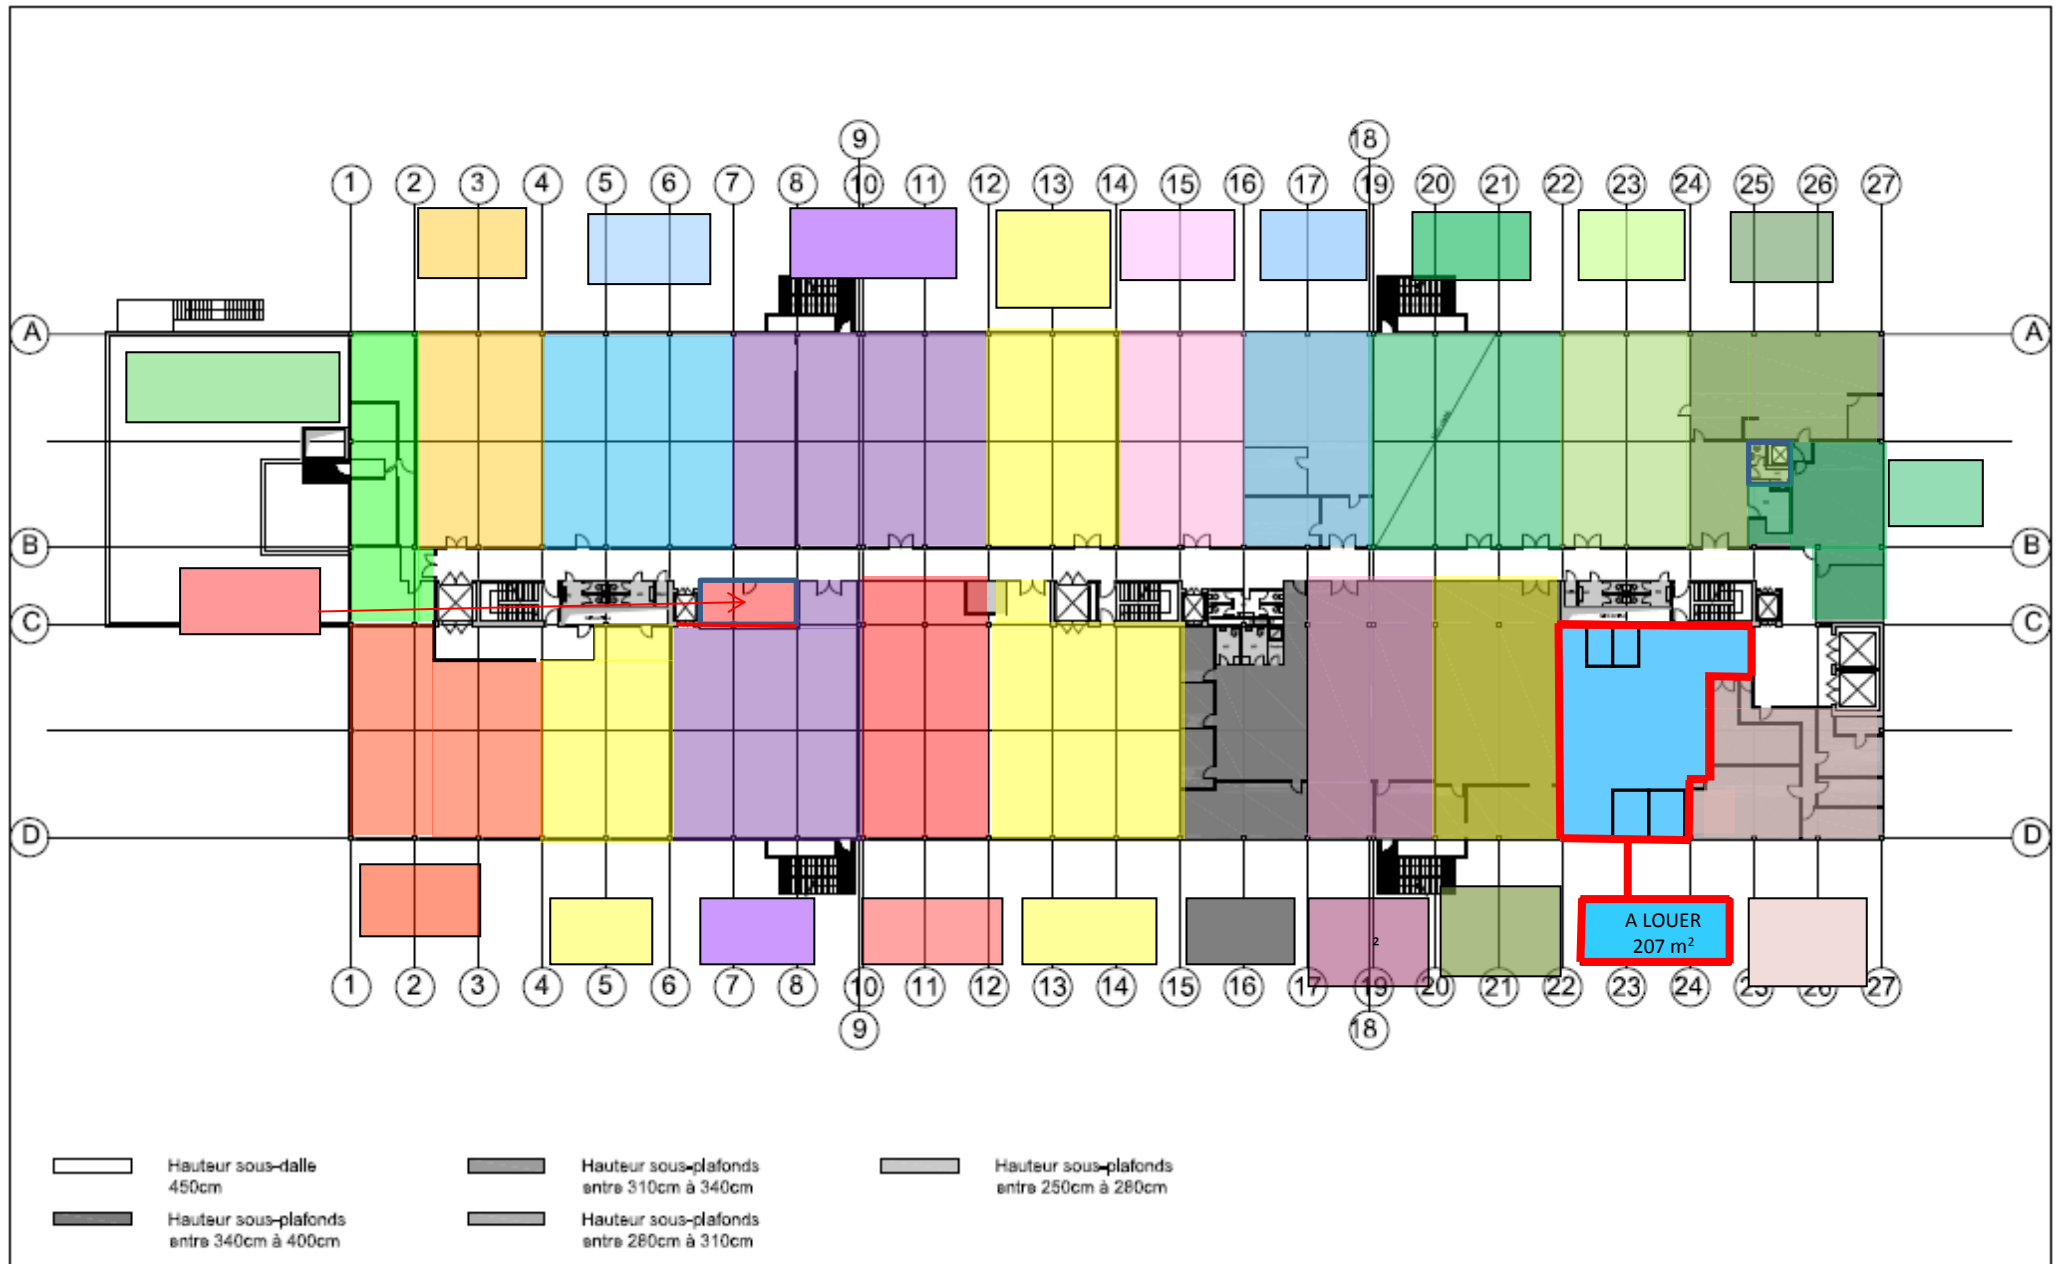 9 18
1 2 3 4 5 6 7 8 10 11 12 13 14 15 16 17 19 20 21 22 23 24 25 26 27
A A
B B
C C
D D
2
A LOUER
207 m²
1 2 3 4 5 6 7 8 10 11 12 13 14 15 16 17 19 20 21 22 23 24 25 26 27
9 18
Hauteur sous-dalle
450cm
Hauteur sous-plafonds
entre 340cm à 400cm
Hauteur sous-plafonds
entre 310cm à 340cm
Hauteur sous-plafonds
entre 280cm à 310cm
Hauteur sous-plafonds
entre 250cm à 280cm